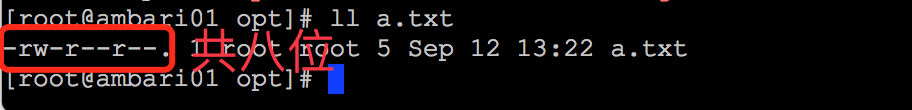 [root@ambari01 opt]# ll a.txt
-rw-r--r--. 1 root root 5 Sep 12 13:22 a.txt
共八位
[root@ambari01 opt]#